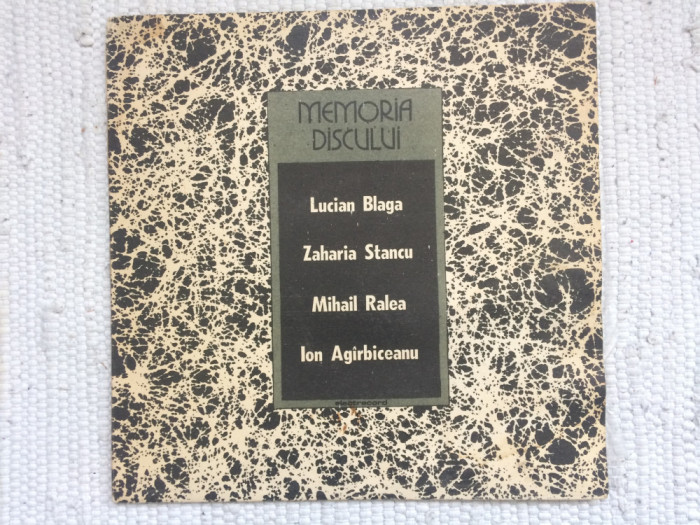 MEMORIA
DISCULUI
Lucian Blaga
Zaharia Stancu
Mihail Ralea
Ion Agîrbiceanu
electrecord